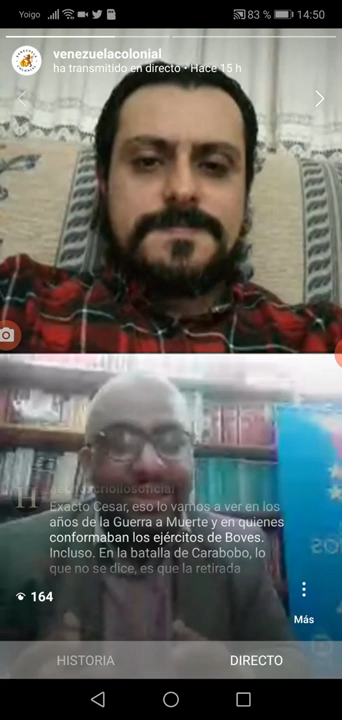 Yoigo
83 %
14:50
venezuelacolonial
ha transmitido en directo • Hace 15 h
Exacto Cesar, eso lo vamos a ver en los
años de la Guerra a Muerte y en quienes
conformaban los ejércitos de Boves.
Incluso. En la batalla de Carabobo, lo
que no se dice, es que la retirada
164
Más
HISTORIA
DIRECTO